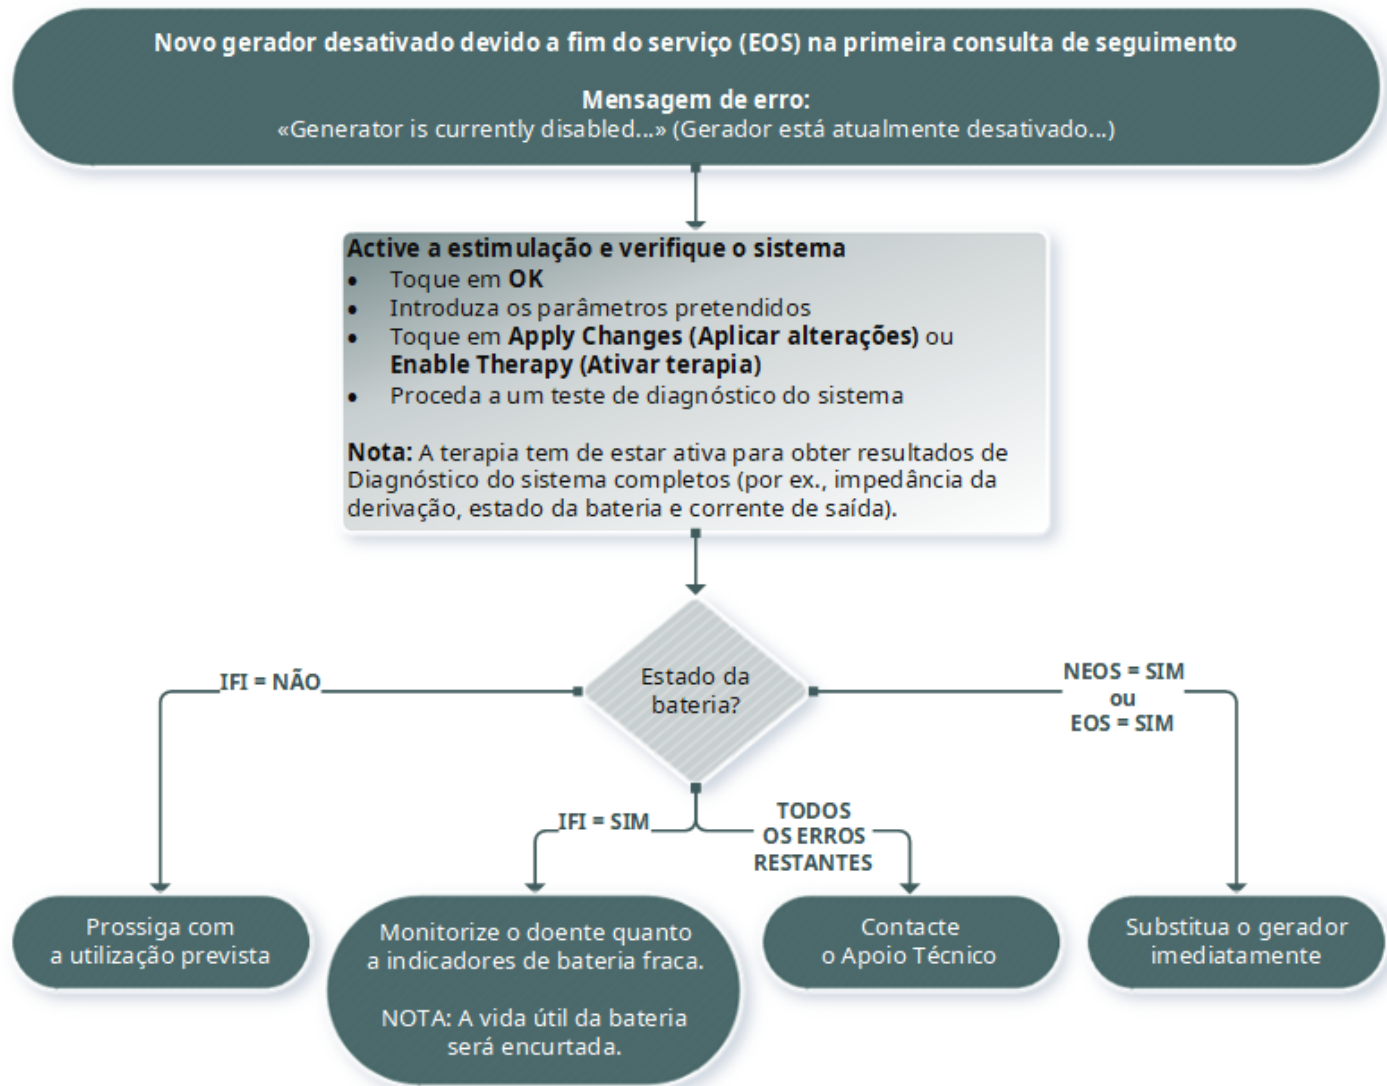 Novo gerador desativado devido a fim do serviço (EOS) na primeira consulta de seguimento
Mensagem de erro:
«Generator is currently disabled...» (Gerador está atualmente desativado...)
Active a estimulação e verifique o sistema
• Toque em OK
• Introduza os parâmetros pretendidos
• Toque em Apply Changes (Aplicar alterações) ou
Enable Therapy (Ativar terapia)
• Proceda a um teste de diagnóstico do sistema
Nota: A terapia tem de estar ativa para obter resultados de
Diagnóstico do sistema completos (por ex., impedância da
derivação, estado da bateria e corrente de saída).
Estado da
bateria?
IFI = NÃO
NEOS = SIM
ou
EOS = SIM
IFI = SIM
TODOS
OS ERROS
RESTANTES
Prossiga com
a utilização prevista
Monitorize o doente quanto
a indicadores de bateria fraca.
NOTA: A vida útil da bateria
será encurtada.
Contacte
o Apoio Técnico
Substitua o gerador
imediatamente